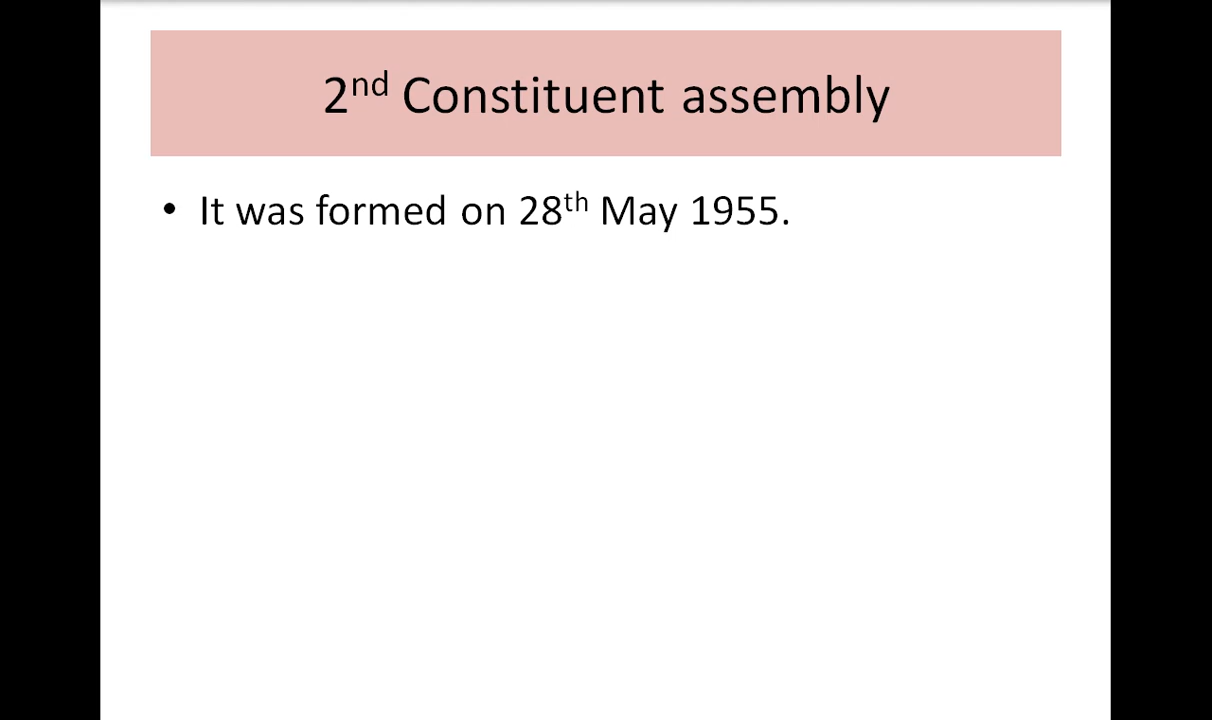 2nd Constituent assembly
• It was formed on 28th May 1955.